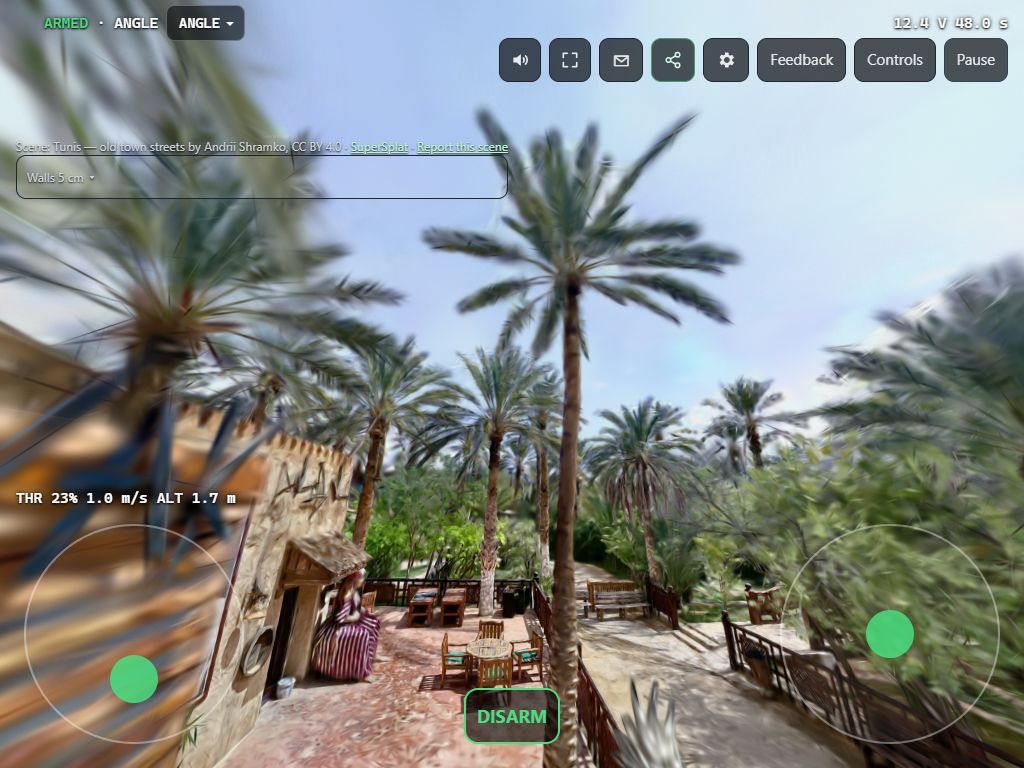 ARMED · ANGLE ANGLE
12.4 V 48.0 s
Feedback Controls Pause
Scene: Tunis — old town streets by Andrii Shramko, CC BY 4.0 · SuperSplat · Report this scene
Walls 5 cm
THR 23% 1.0 m/s ALT 1.7 m
DISARM